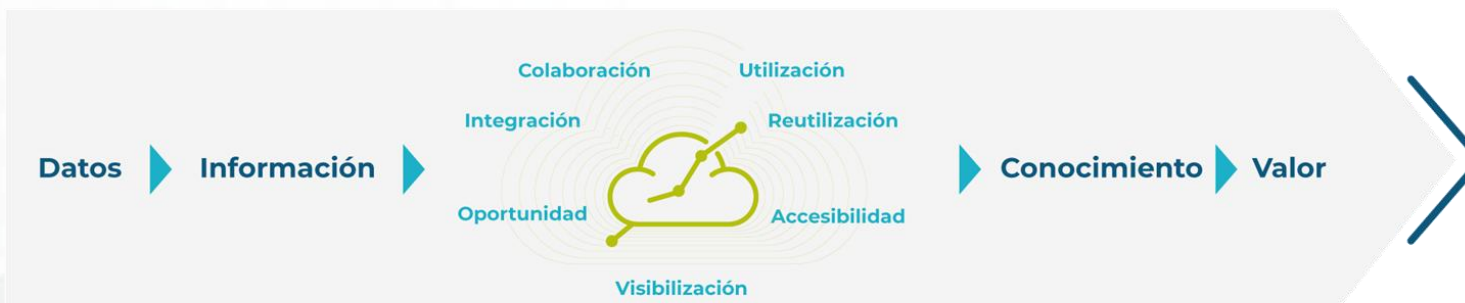 Colaboración
Utilización
Integración
Reutilización
Datos
Información
Conocimiento
Valor
Oportunidad
Accesibilidad
Visibilización